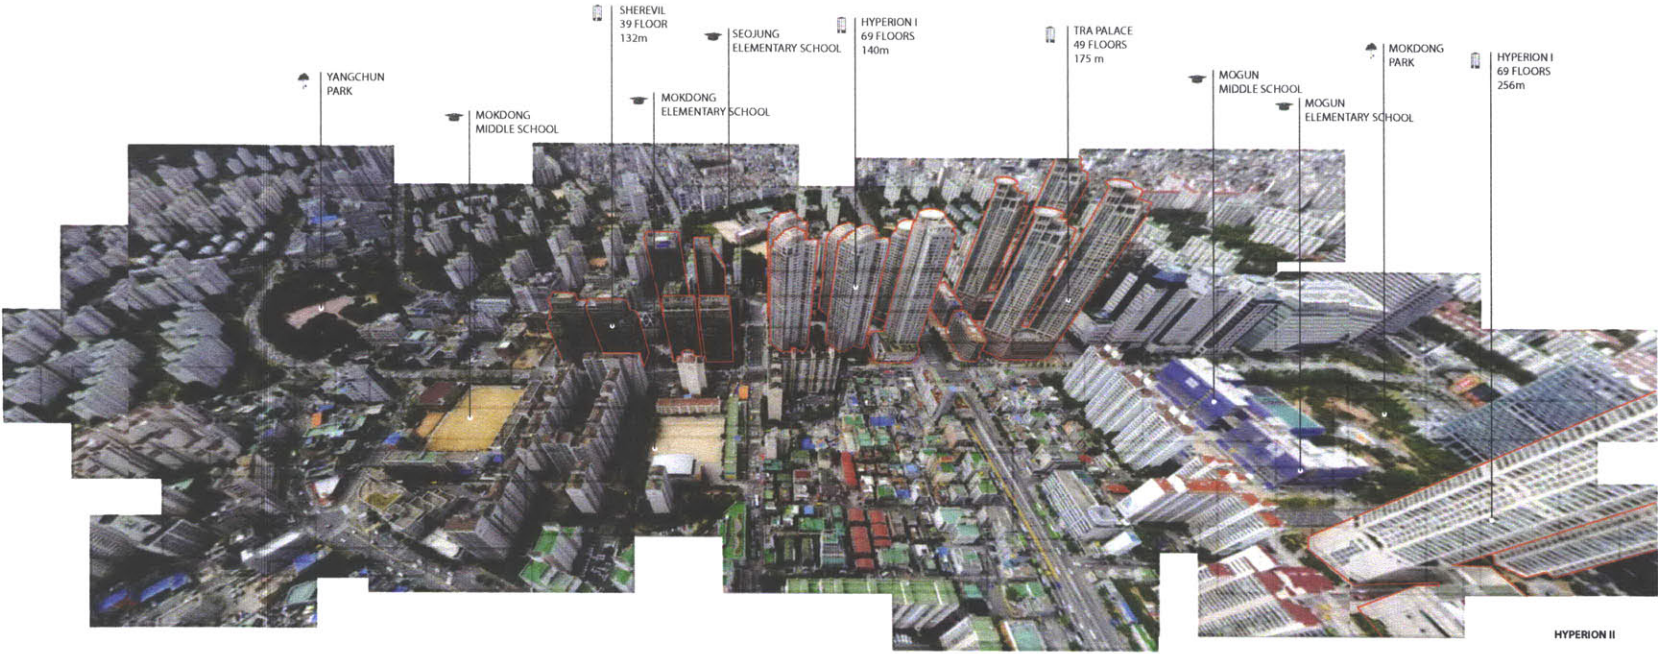 SHEREVIL
39 FLOOR
132m
SEOJUNG
ELEMENTARY SCHOOL
HYPERION I
69 FLOORS
140m
TRA PALACE
49 FLOORS
175 m
MOKDONG
PARK
HYPERION I
69 FLOORS
256m
YANGCHUN
PARK
MOGUN
MIDDLE SCHOOL
MOKDONG
ELEMENTARY SCHOOL
MOGUN
ELEMENTARY SCHOOL
MOKDONG
MIDDLE SCHOOL
HYPERION II